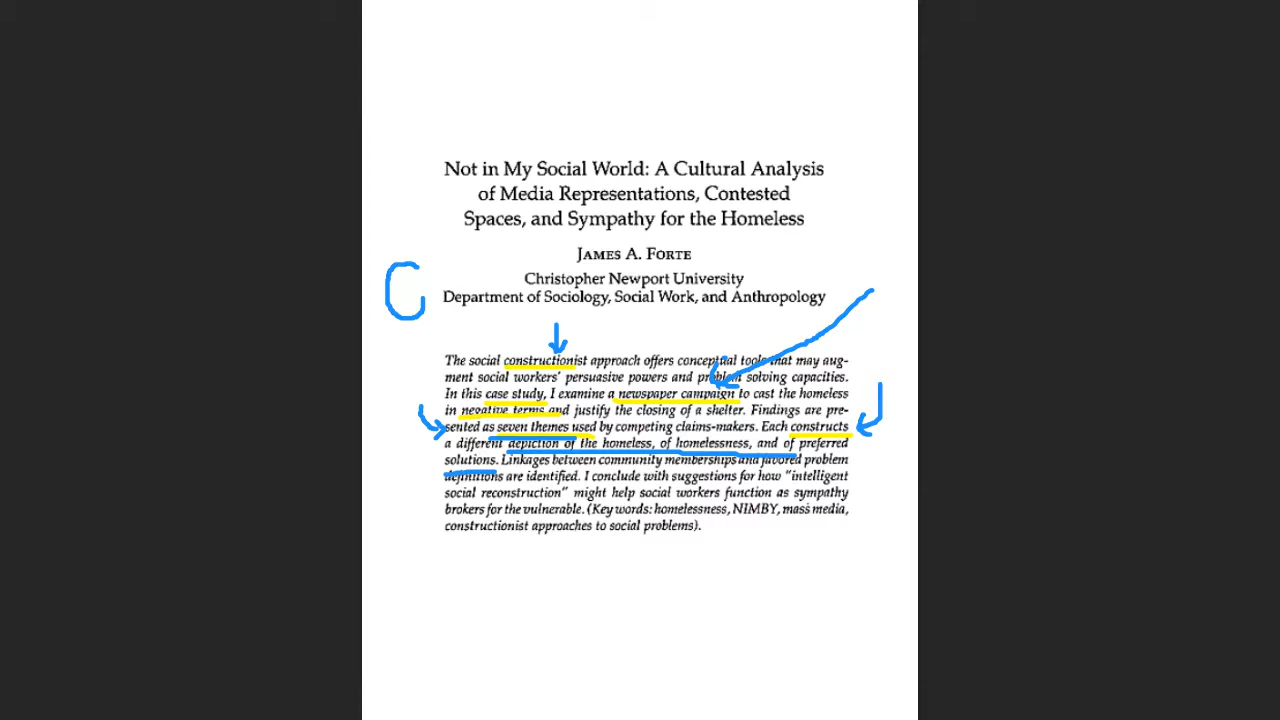 Not in My Social World: A Cultural Analysis
of Media Representations, Contested
Spaces, and Sympathy for the Homeless
JAMES A. FORTE
Christopher Newport University
Department of Sociology, Social Work, and Anthropology
C
The social constructionist approach offers conceptual tools that may aug-
ment social workers' persuasive powers and problem solving capacities.
In this case study, I examine a newspaper campaign to cast the homeless
in negative terms and justify the closing of a shelter. Findings are pre-
sented as seven themes used by competing claims-makers. Each constructs
a different depiction of the homeless, of homelessness, and of preferred
solutions. Linkages between community memberships and favored problem
definitions are identified. I conclude with suggestions for how "intelligent
social reconstruction" might help social workers function as sympathy
brokers for the vulnerable. (Key words: homelessness, NIMBY, mass media,
constructionist approaches to social problems).